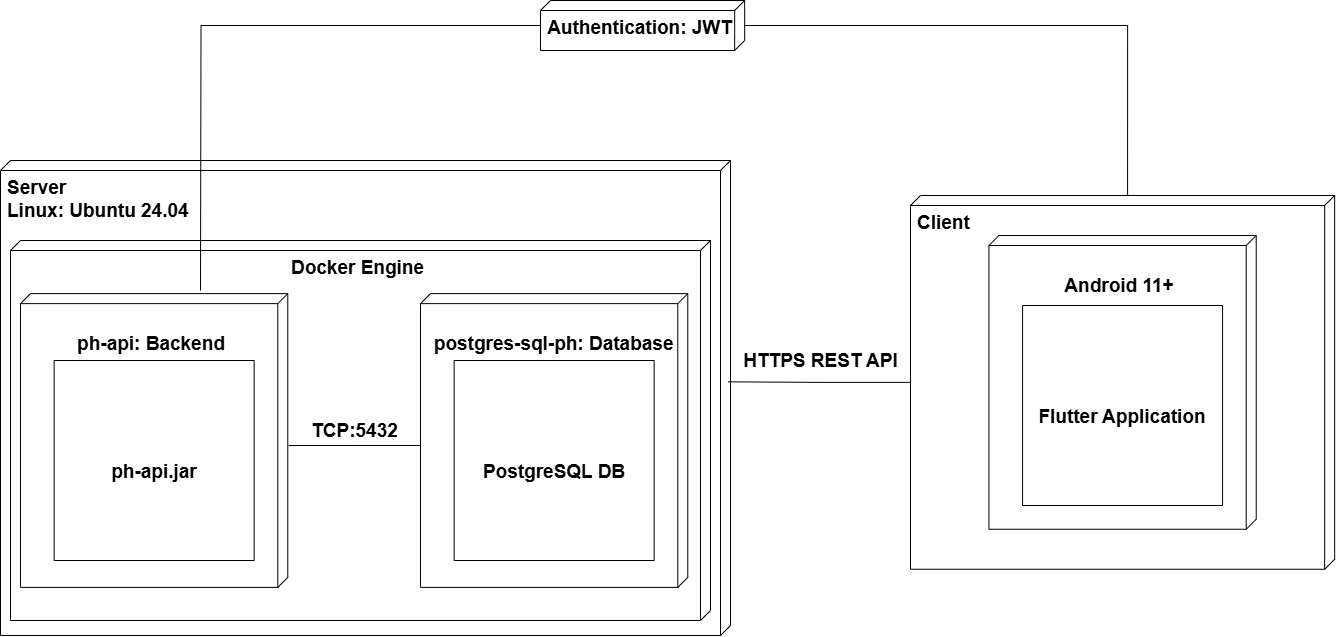 Authentication: JWT
Server
Linux: Ubuntu 24.04
Docker Engine
ph-api: Backend
ph-api.jar
TCP:5432
postgres-sql-ph: Database
PostgreSQL DB
HTTPS REST API
Client
Android 11+
Flutter Application